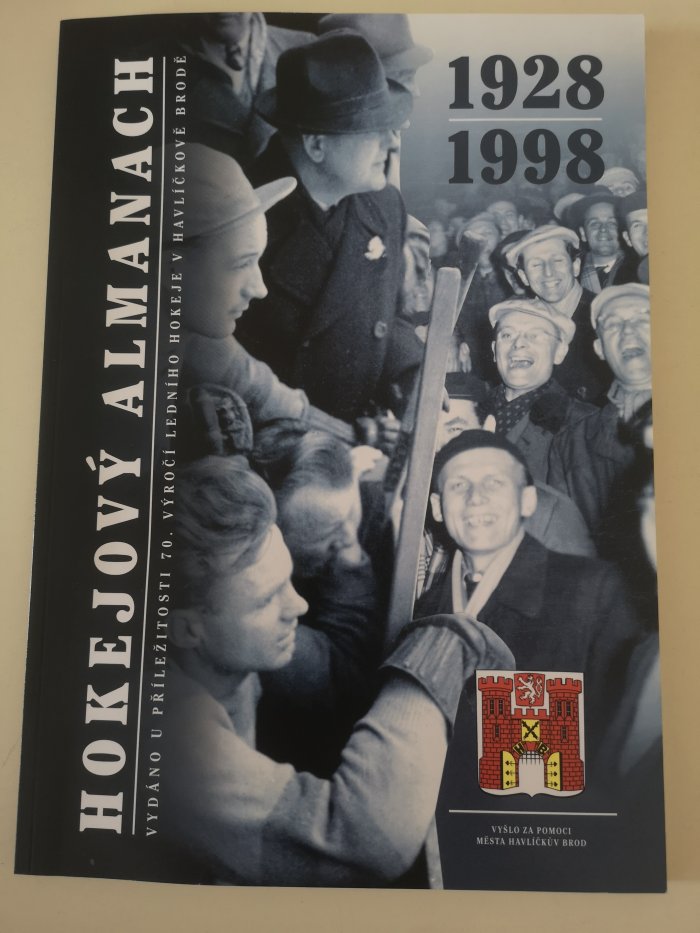 HOKEJOVÝ ALMANACH
VYDÁNO U PŘÍLEŽITOSTI 70. VÝROČÍ LEDNÍHO HOKEJE V HAVLÍČKOVĚ BRODĚ
1928
1998
H B
VYŠLO ZA POMOCI
MĚSTA HAVLÍČKŮV BROD